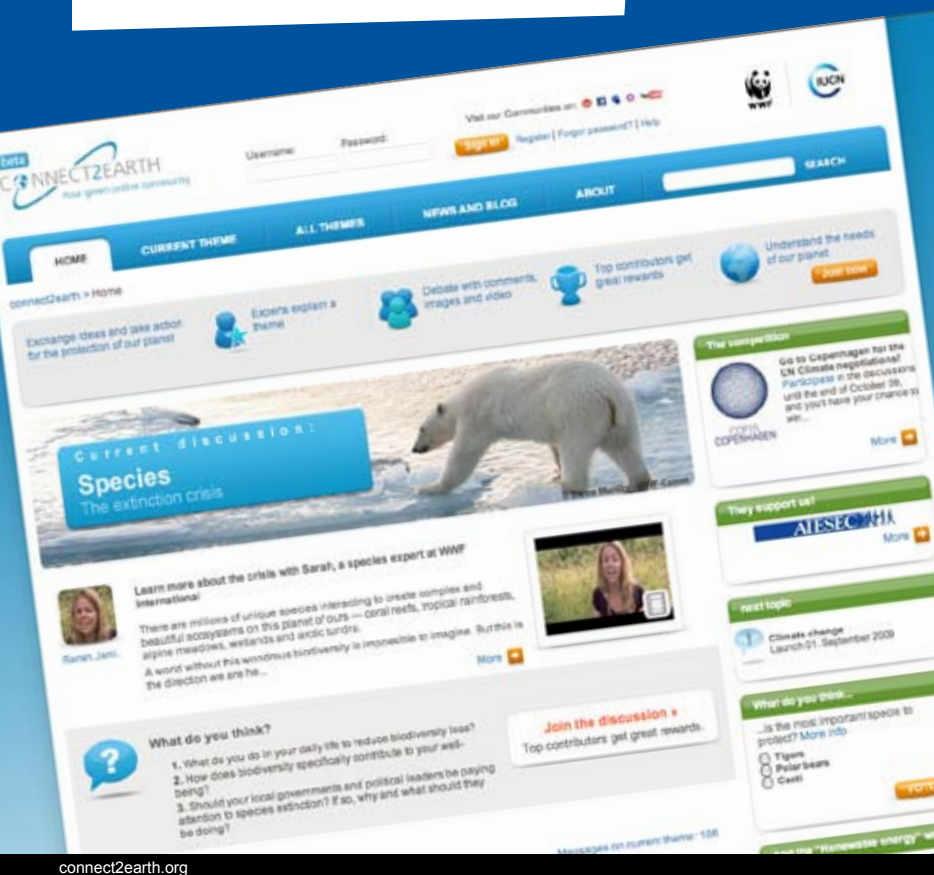 beta
CONNECT2EARTH
Your green online community
Username:
Password:
Visit our Communities on:
Sign in
Register | Forgot password? | Help
WWF
IUCN
HOME
CURRENT THEME
ALL THEMES
NEWS AND BLOG
ABOUT
SEARCH
connect2earth > Home
Exchange ideas and take action
for the protection of our planet
Experts explain a
theme
Debate with comments,
images and video
Top contributors get
great rewards
Understand the needs
of our planet
Join now
Current discussion:
Species
The extinction crisis
The competition
Go to Copenhagen for the
UN Climate negotiations!
Participate in the discussions
until the end of October 09,
and you'll have your chance to
win...
COP15
COPENHAGEN
More
They support us!
AIESEC
More
Learn more about the crisis with Sarah, a species expert at WWF
International
There are millions of unique species interacting to create complex and
beautiful ecosystems on this planet of ours — coral reefs, tropical rainforests,
alpine meadows, wetlands and arctic tundra.
A world without this wondrous biodiversity is impossible to imagine. But this is
the direction we are he...
More
Sarah
next topic
Climate change
Launch 01. September 2009
What do you think?
1. What do you do in your daily life to reduce biodiversity loss?
2. How does biodiversity specifically contribute to your well-
being?
3. Should your local governments and political leaders be paying
attention to species extinction? If so, why and what should they
be doing?
Join the discussion »
Top contributors get great rewards.
What do you think...
...is the most important specie to
protect? More info
Tigers
Polar bears
Cacti
VOTE
Messages on current theme: 156
the "Renewable energy"
connect2earth.org